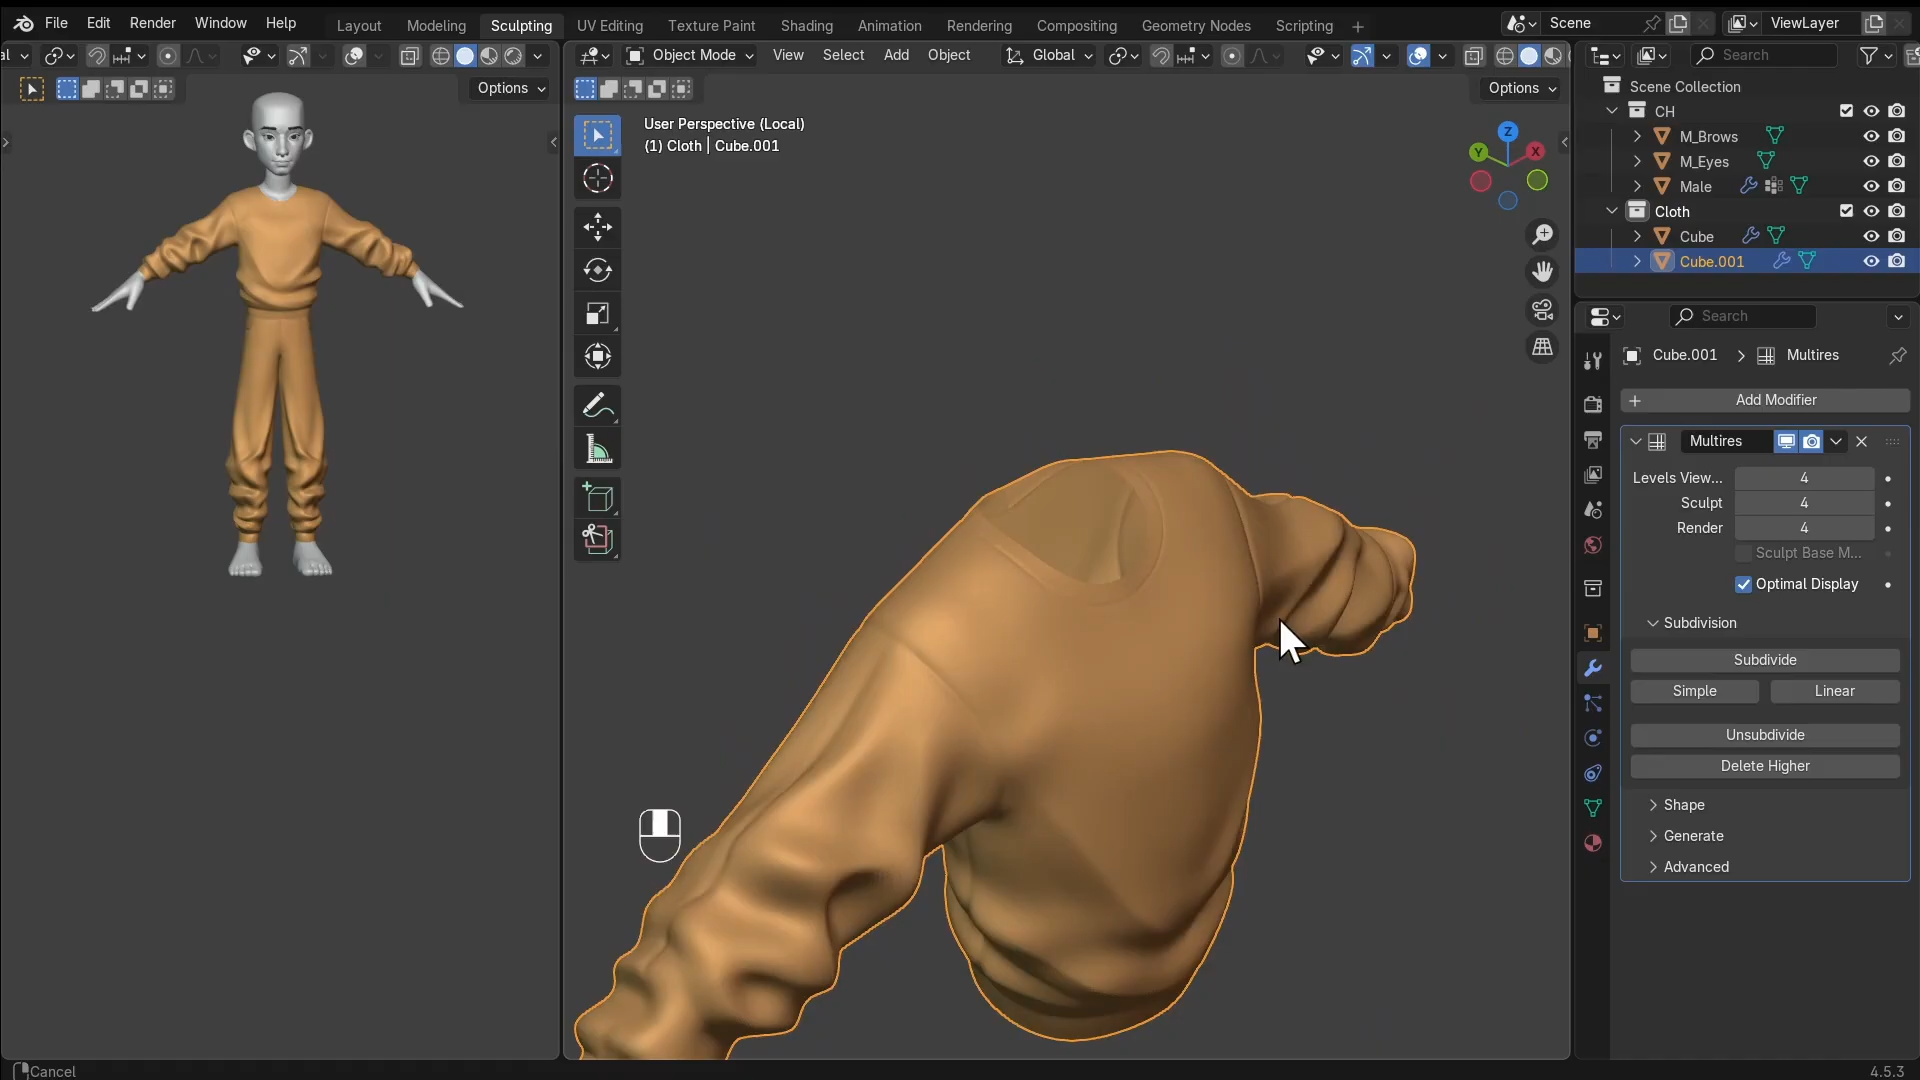 File Edit Render Window Help Layout Modeling Sculpting UV Editing Texture Paint Shading Animation Rendering Compositing Geometry Nodes Scripting + Scene ViewLayer
al Object Mode View Select Add Object Global Search
Options Options
Scene Collection
CH
M_Brows
M_Eyes
Male
Cloth
Cube
Cube.001
User Perspective (Local)
(1) Cloth | Cube.001
Z
Y
X
Search
Cube.001 > Multires
+ Add Modifier
Multires
Levels View... 4
Sculpt 4
Render 4
Sculpt Base M...
Optimal Display
Subdivision
Subdivide
Simple Linear
Unsubdivide
Delete Higher
Shape
Generate
Advanced
Cancel
4.5.3